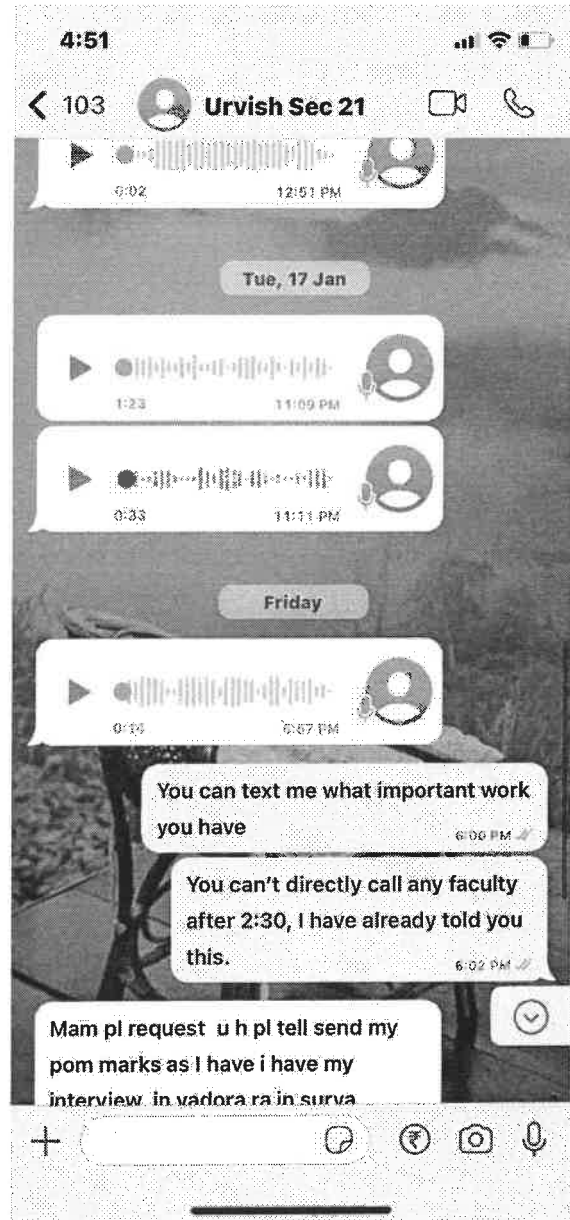 4:51
103 Urvish Sec 21
0:02 12:51 PM
Tue, 17 Jan
1:23 11:09 PM
0:33 11:11 PM
Friday
PM
You can text me what important work
you have
6:00 PM
You can't directly call any faculty
after 2:30, I have already told you
this.
6:02 PM
Mam pl request u h pl tell send my
pom marks as I have i have my
interview in vadora ra in surya
₹